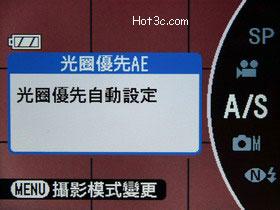 Hot3c.com
SP
光圈優先AE
光圈優先自動設定
A/S
M
N
MENU 攝影模式變更